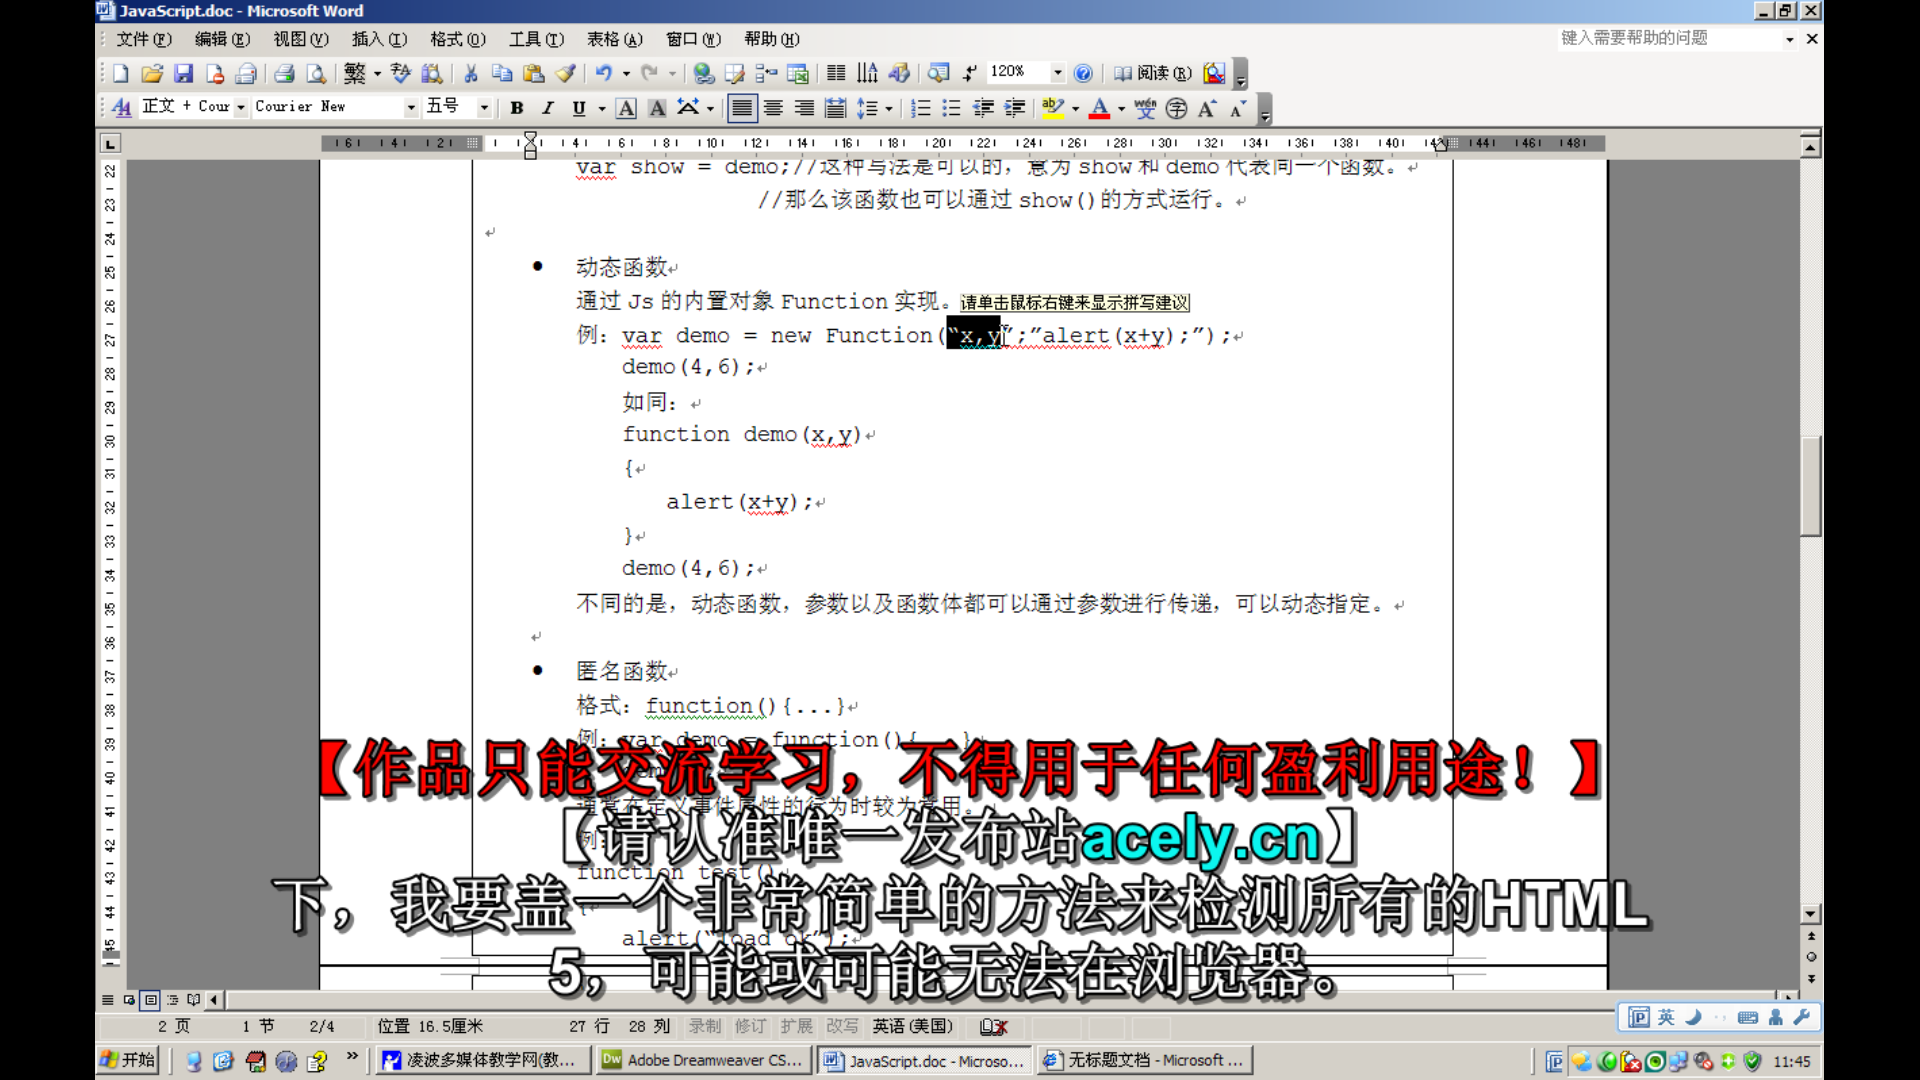 JavaScript.doc - Microsoft Word
文件(F) 编辑(E) 视图(V) 插入(I) 格式(O) 工具(T) 表格(A) 窗口(W) 帮助(H) 键入需要帮助的问题
繁 120% 阅读(R)
正文 + Cour Courier New 五号 B I U A A
var show = demo;//这种写法是可以的，意为 show 和 demo 代表同一个函数。
//那么该函数也可以通过 show()的方式运行。
● 动态函数
通过 Js 的内置对象 Function 实现。 请单击鼠标右键来显示拼写建议
例：var demo = new Function(“x,y”;”alert(x+y);”);
demo(4,6);
如同：
function demo(x,y)
{
alert(x+y);
}
demo(4,6);
不同的是，动态函数，参数以及函数体都可以通过参数进行传递，可以动态指定。
● 匿名函数
格式：function(){...}
例：var demo = function(){...}
【作品只能交流学习，不得用于任何盈利用途！】
通常在定义事件属性的行为时较为常用。
【请认准唯一发布站acely.cn】
例：
function test()
{
下，我要盖一个非常简单的方法来检测所有的HTML
alert(“load ok”);
5，可能或可能无法在浏览器。
2 页 1 节 2/4 位置 16.5厘米 27 行 28 列 录制 修订 扩展 改写 英语(美国)
英
开始 凌波多媒体教学网(教... Adobe Dreamweaver CS... JavaScript.doc - Microso... 无标题文档 - Microsoft ... 11:45